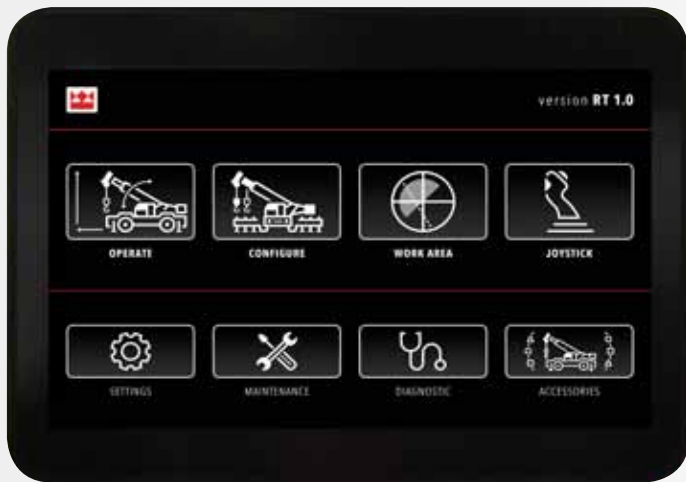 version RT 1.0
OPERATE
CONFIGURE
WORK AREA
JOYSTICK
SETTINGS
MAINTENANCE
DIAGNOSTIC
ACCESSORIES